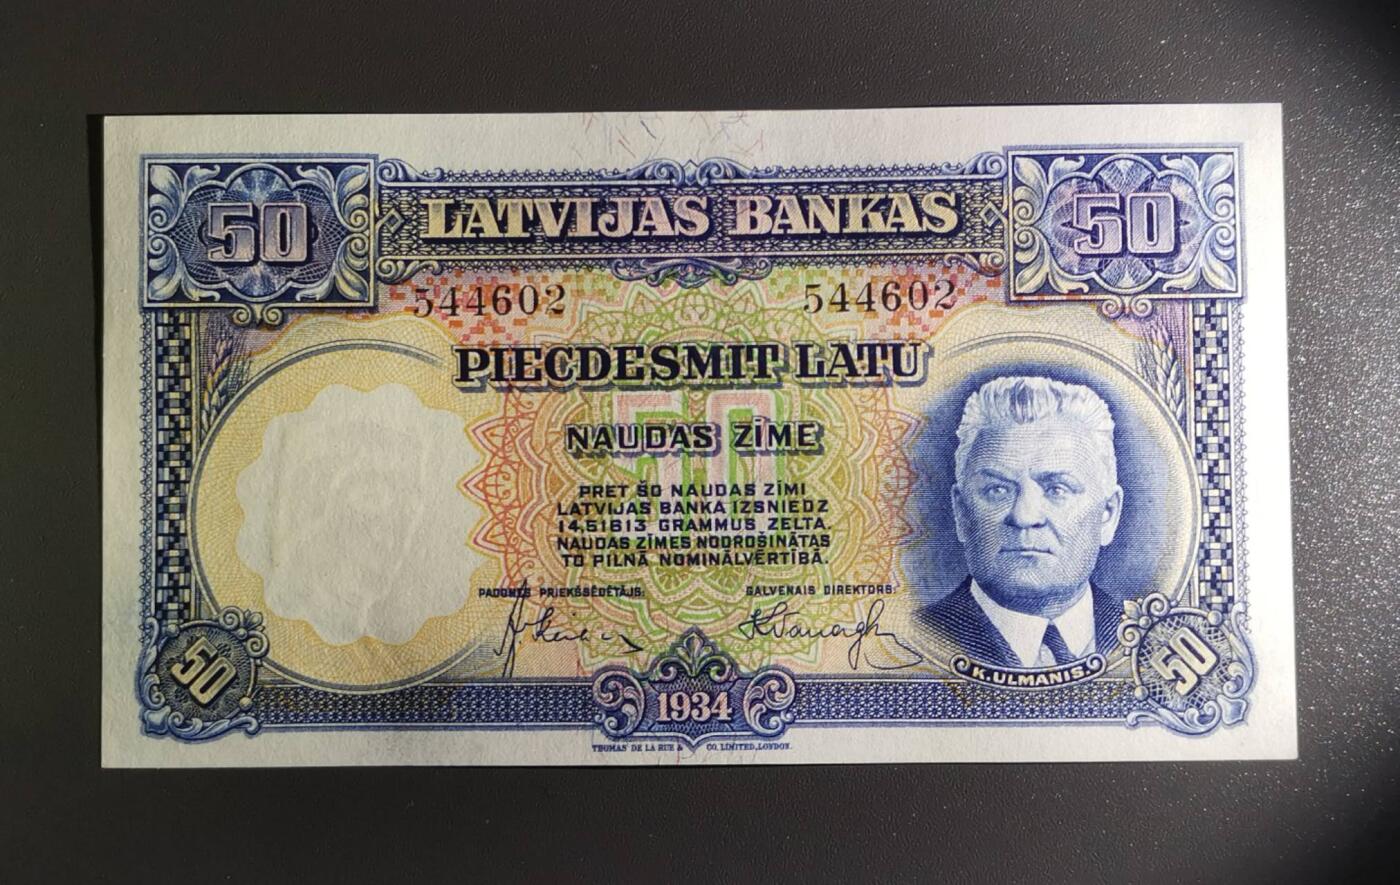 50 LATVIJAS BANKAS 50
544602 544602
PIECDESMIT LATU
50
NAUDAS ZĪME
PRET ŠO NAUDAS ZĪMI
LATVIJAS BANKA IZSNIEDZ
14,51613 GRAMMUS ZELTA.
NAUDAS ZĪMES NODROŠINĀTAS
TO PILNĀ NOMINĀLVĒRTĪBĀ.
PADOMES PRIEKŠSĒDĒTĀJS: GALVENAIS DIREKTORS:
K. ULMANIS.
50 1934 50
THOMAS DE LA RUE & CO. LIMITED, LONDON.